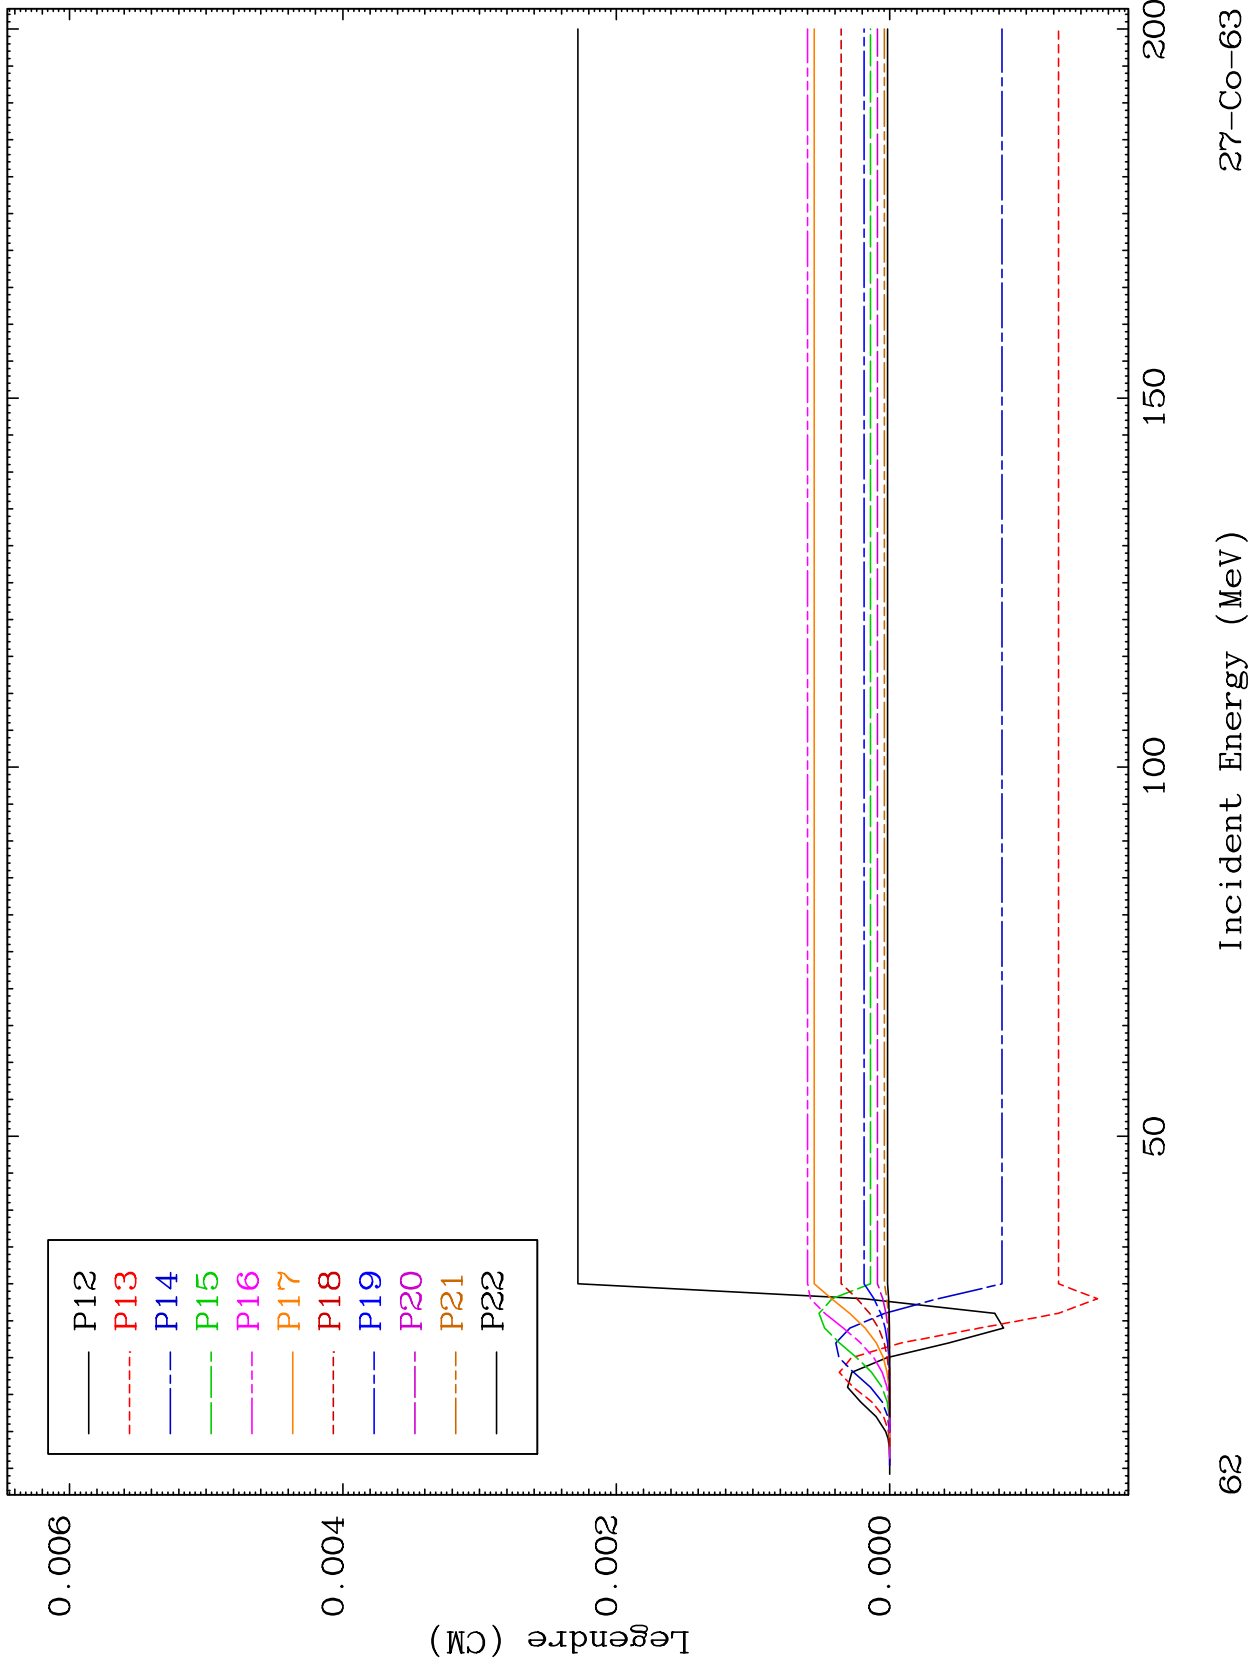 0.006
0.004
0.002
0.000
Legendre (CM)
P12
P13
P14
P15
P16
P17
P18
P19
P20
P21
P22
50
100
150
200
Incident Energy (MeV)
62
27-Co-63